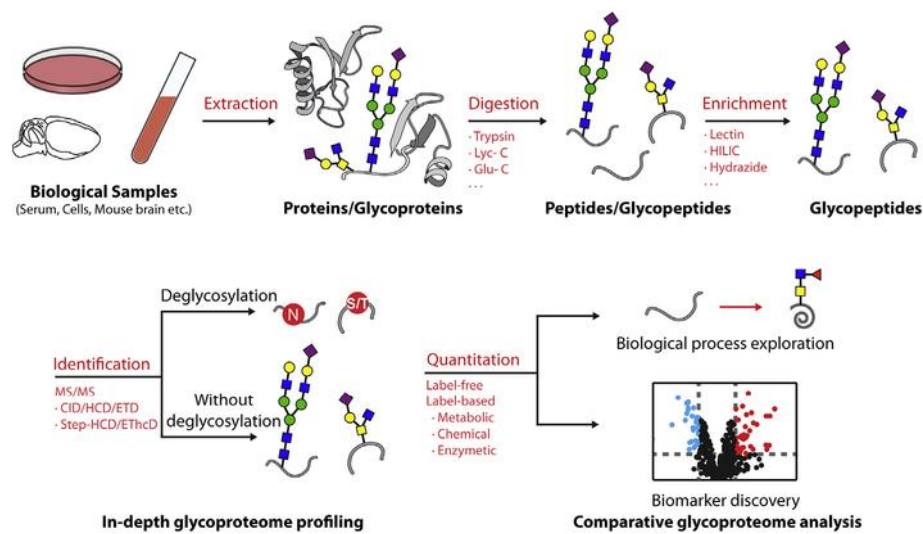 Extraction
Digestion
· Trypsin
· Lyc- C
· Glu- C
...
Enrichment
· Lectin
· HILIC
· Hydrazide
...
Biological Samples
(Serum, Cells, Mouse brain etc.)
Proteins/Glycoproteins
Peptides/Glycopeptides
Glycopeptides
Deglycosylation
N
S/T
Identification
MS/MS
· CID/HCD/ETD
· Step-HCD/EThcD
Without
deglycosylation
In-depth glycoproteome profiling
Quantitation
Label-free
Label-based
· Metabolic
· Chemical
· Enzymetic
Biological process exploration
Biomarker discovery
Comparative glycoproteome analysis